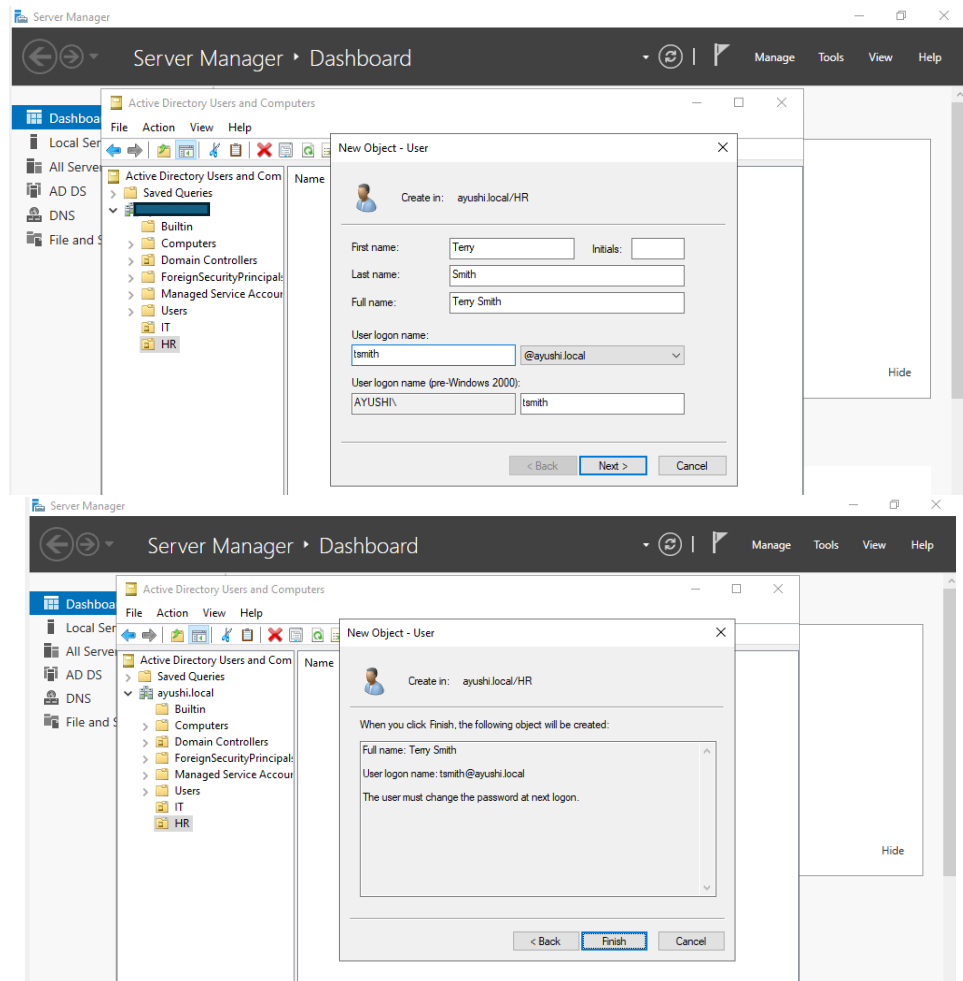 Server Manager
Server Manager • Dashboard
Manage Tools View Help
Dashboa
Local Ser
All Server
AD DS
DNS
File and S
Active Directory Users and Computers
File Action View Help
Active Directory Users and Com
Saved Queries
Builtin
Computers
Domain Controllers
ForeignSecurityPrincipals
Managed Service Accour
Users
IT
HR
Name
New Object - User
Create in: ayushi.local/HR
First name: Terry Initials:
Last name: Smith
Full name: Terry Smith
User logon name:
tsmith @ayushi.local
User logon name (pre-Windows 2000):
AYUSHI\ tsmith
< Back Next > Cancel
Hide
Server Manager
Server Manager • Dashboard
Manage Tools View Help
Dashboa
Local Ser
All Server
AD DS
DNS
File and S
Active Directory Users and Computers
File Action View Help
Active Directory Users and Com
Saved Queries
ayushi.local
Builtin
Computers
Domain Controllers
ForeignSecurityPrincipals
Managed Service Accour
Users
IT
HR
Name
New Object - User
Create in: ayushi.local/HR
When you click Finish, the following object will be created:
Full name: Terry Smith
User logon name: tsmith@ayushi.local
The user must change the password at next logon.
< Back Finish Cancel
Hide